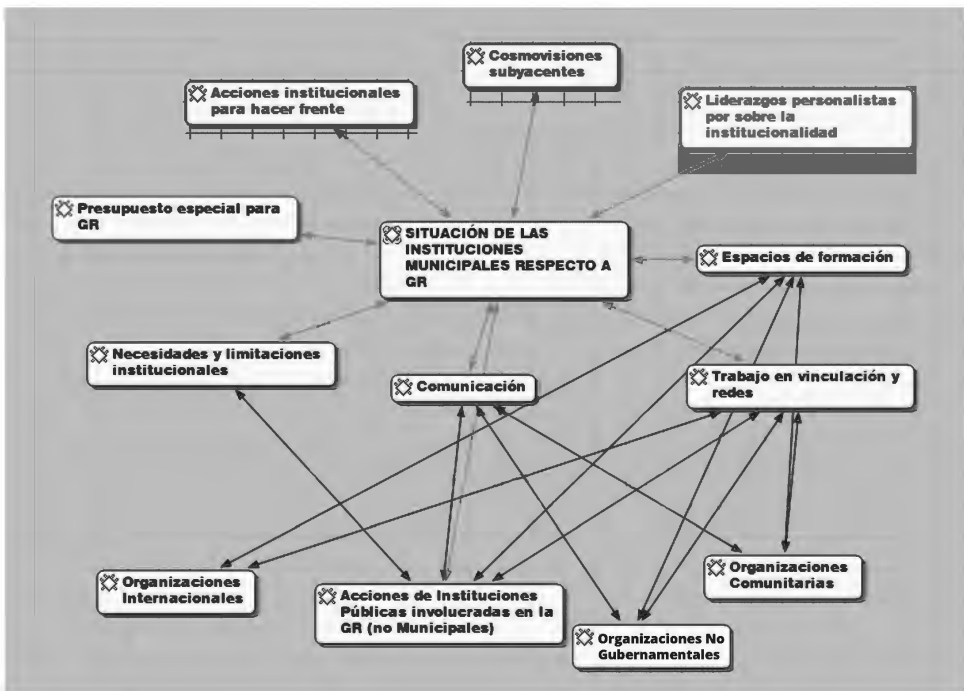 Cosmovisiones
subyacentes
Acciones institucionales
para hacer frente
Liderazgos personalistas
por sobre la
institucionalidad
Presupuesto especial para
GR
SITUACIÓN DE LAS
INSTITUCIONES
MUNICIPALES RESPECTO A
GR
Espacios de formación
Necesidades y limitaciones
institucionales
Comunicación
Trabajo en vinculación y
redes
Organizaciones
Internacionales
Acciones de Instituciones
Públicas involucradas en la
GR (no Municipales)
Organizaciones No
Gubernamentales
Organizaciones
Comunitarias